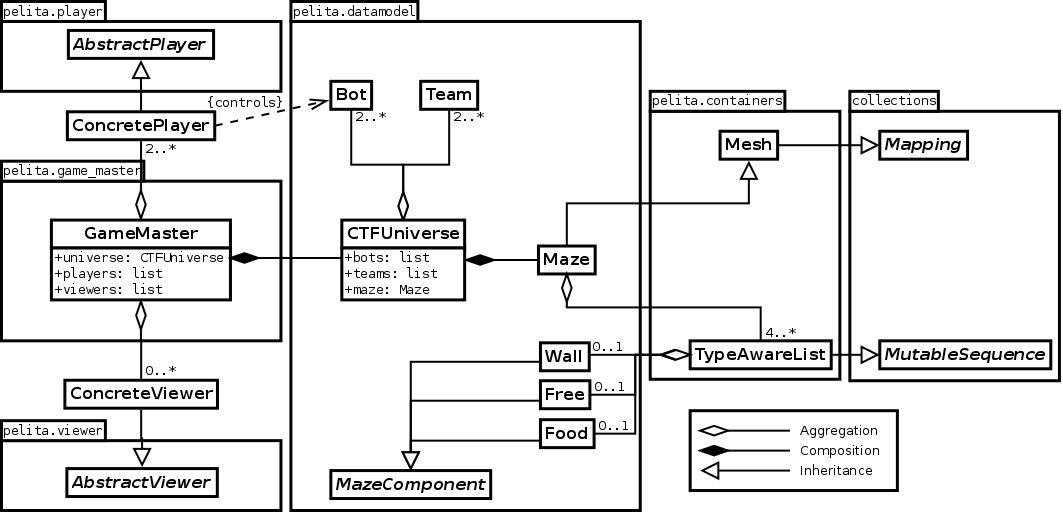 pelita.player
AbstractPlayer
ConcretePlayer
2..*
{controls}
pelita.game_master
GameMaster
+universe: CTFUniverse
+players: list
+viewers: list
0..*
ConcreteViewer
pelita.viewer
AbstractViewer
pelita.datamodel
Bot
2..*
Team
2..*
CTFUniverse
+bots: list
+teams: list
+maze: Maze
Maze
Wall
0..1
Free
0..1
Food
0..1
MazeComponent
pelita.containers
Mesh
4..*
TypeAwareList
collections
Mapping
MutableSequence
Aggregation
Composition
Inheritance